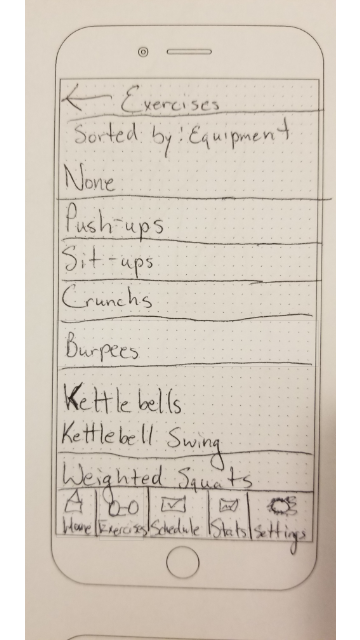 Exercises
Sorted by: Equipment
None
Push-ups
Sit-ups
Crunchs
Burpees
Kettlebells
Kettlebell Swing
Weighted Squats
Home Exercises Schedule Stats Settings